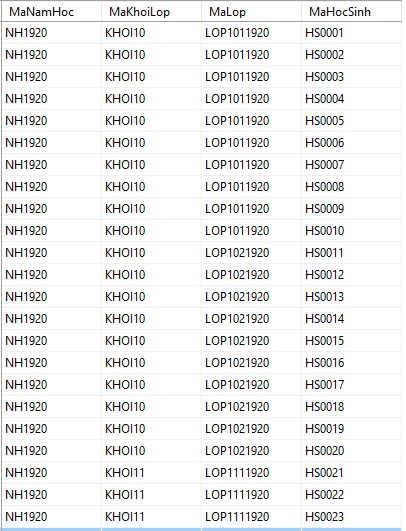 MaNamHoc MaKhoiLop MaLop MaHocSinh
NH1920 KHOI10 LOP1011920 HS0001
NH1920 KHOI10 LOP1011920 HS0002
NH1920 KHOI10 LOP1011920 HS0003
NH1920 KHOI10 LOP1011920 HS0004
NH1920 KHOI10 LOP1011920 HS0005
NH1920 KHOI10 LOP1011920 HS0006
NH1920 KHOI10 LOP1011920 HS0007
NH1920 KHOI10 LOP1011920 HS0008
NH1920 KHOI10 LOP1011920 HS0009
NH1920 KHOI10 LOP1011920 HS0010
NH1920 KHOI10 LOP1021920 HS0011
NH1920 KHOI10 LOP1021920 HS0012
NH1920 KHOI10 LOP1021920 HS0013
NH1920 KHOI10 LOP1021920 HS0014
NH1920 KHOI10 LOP1021920 HS0015
NH1920 KHOI10 LOP1021920 HS0016
NH1920 KHOI10 LOP1021920 HS0017
NH1920 KHOI10 LOP1021920 HS0018
NH1920 KHOI10 LOP1021920 HS0019
NH1920 KHOI10 LOP1021920 HS0020
NH1920 KHOI11 LOP1111920 HS0021
NH1920 KHOI11 LOP1111920 HS0022
NH1920 KHOI11 LOP1111920 HS0023